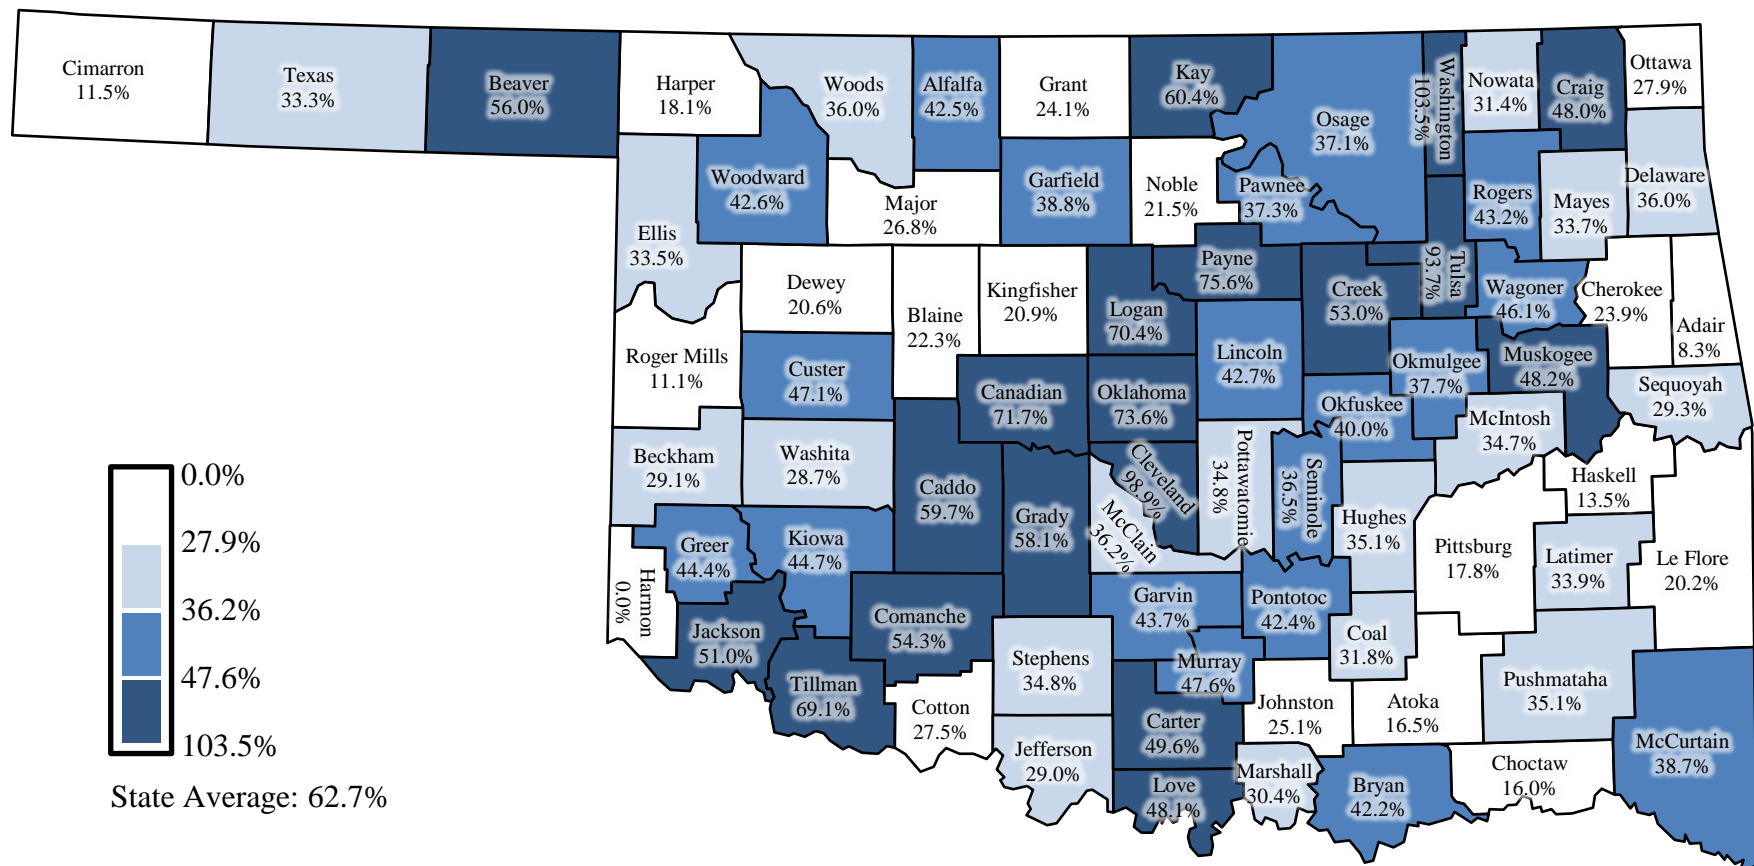 Cimarron
11.5%
Texas
33.3%
Beaver
56.0%
Harper
18.1%
Woods
36.0%
Alfalfa
42.5%
Grant
24.1%
Kay
60.4%
Osage
37.1%
Washington
103.5%
Nowata
31.4%
Craig
48.0%
Ottawa
27.9%
Woodward
42.6%
Major
26.8%
Garfield
38.8%
Noble
21.5%
Pawnee
37.3%
Rogers
43.2%
Mayes
33.7%
Delaware
36.0%
Ellis
33.5%
Dewey
20.6%
Blaine
22.3%
Kingfisher
20.9%
Logan
70.4%
Payne
75.6%
Creek
53.0%
Tulsa
93.7%
Wagoner
46.1%
Cherokee
23.9%
Adair
8.3%
Roger Mills
11.1%
Custer
47.1%
Canadian
71.7%
Oklahoma
73.6%
Lincoln
42.7%
Okfuskee
40.0%
Okmulgee
37.7%
Muskogee
48.2%
McIntosh
34.7%
Sequoyah
29.3%
Beckham
29.1%
Washita
28.7%
Caddo
59.7%
Grady
58.1%
Cleveland
98.9%
McClain
36.2%
Pottawatomie
34.8%
Seminole
36.5%
Hughes
35.1%
Pittsburg
17.8%
Haskell
13.5%
Latimer
33.9%
Le Flore
20.2%
Harmon
0.0%
Greer
44.4%
Kiowa
44.7%
Jackson
51.0%
Tillman
69.1%
Comanche
54.3%
Cotton
27.5%
Stephens
34.8%
Jefferson
29.0%
Garvin
43.7%
Murray
47.6%
Carter
49.6%
Love
48.1%
Pontotoc
42.4%
Johnston
25.1%
Marshall
30.4%
Coal
31.8%
Atoka
16.5%
Bryan
42.2%
Pushmataha
35.1%
Choctaw
16.0%
McCurtain
38.7%
0.0%
27.9%
36.2%
47.6%
103.5%
State Average: 62.7%